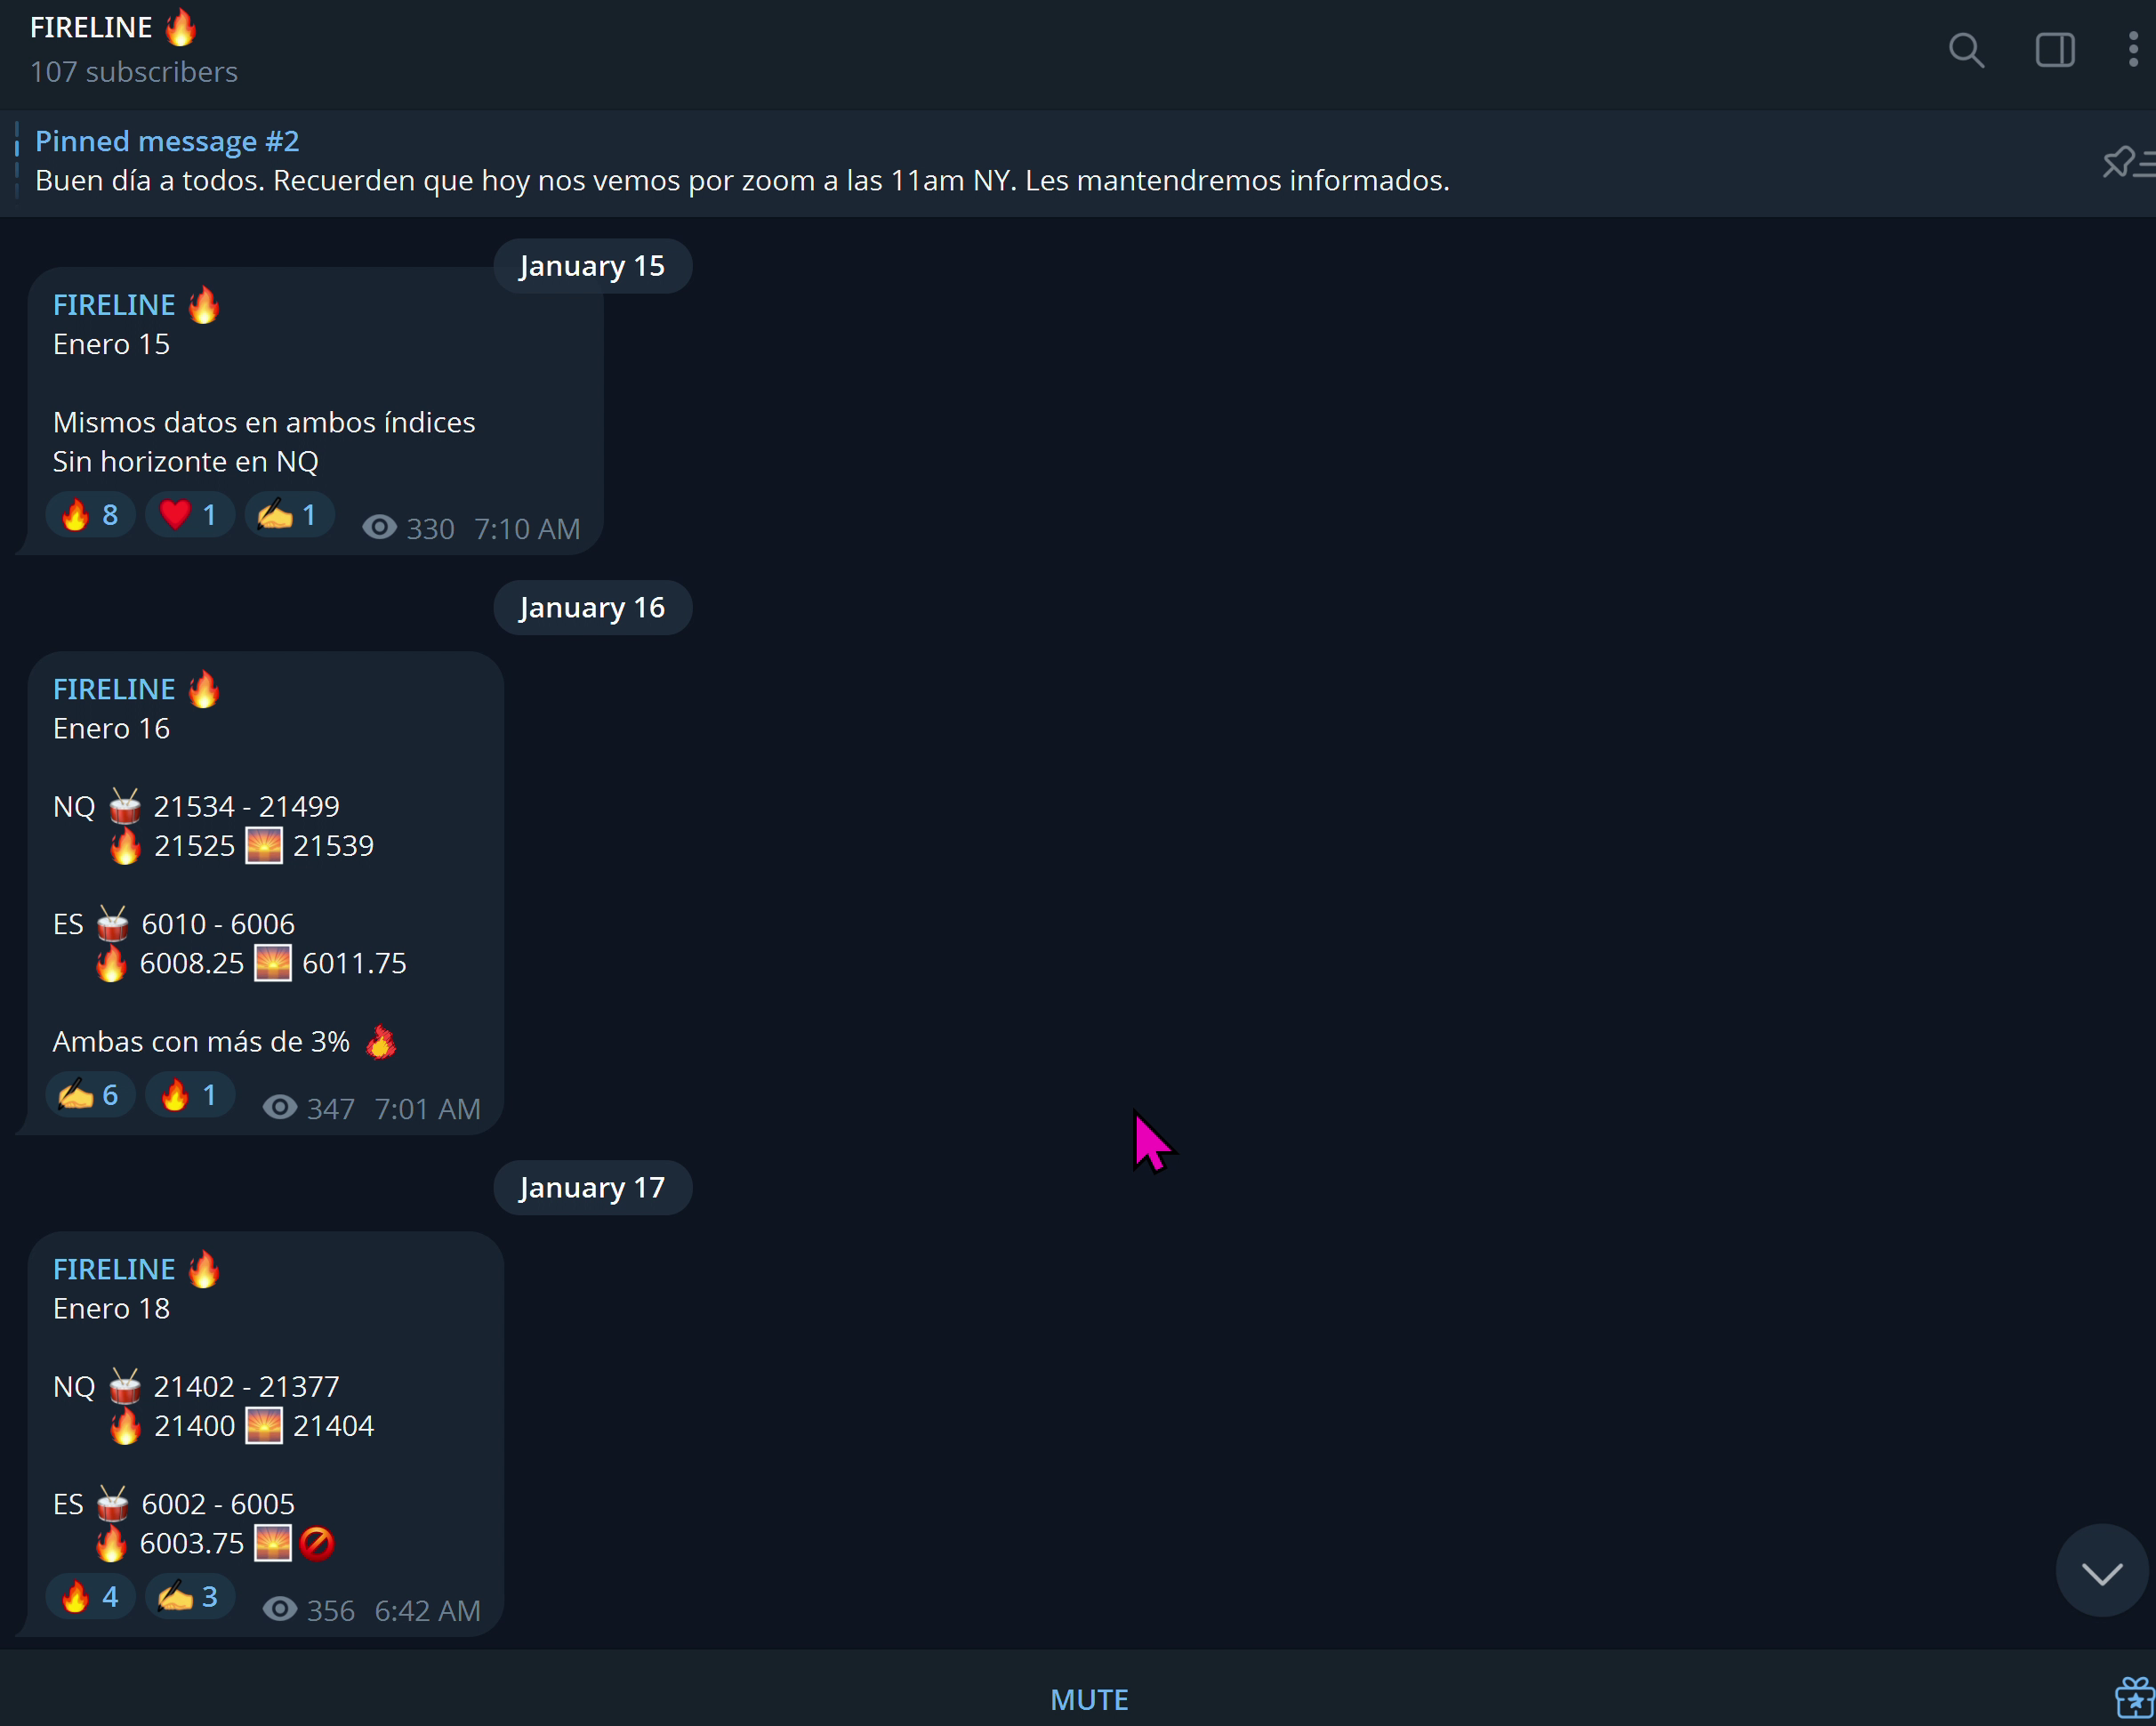 FIRELINE 🔥
107 subscribers
Pinned message #2
Buen día a todos. Recuerden que hoy nos vemos por zoom a las 11am NY. Les mantendremos informados.
January 15
FIRELINE 🔥
Enero 15
Mismos datos en ambos índices
Sin horizonte en NQ
🔥 8 ❤️ 1 ✍️ 1 330 7:10 AM
January 16
FIRELINE 🔥
Enero 16
NQ 🥁 21534 - 21499
🔥 21525 🌅 21539
ES 🥁 6010 - 6006
🔥 6008.25 🌅 6011.75
Ambas con más de 3% 🔥
✍️ 6 🔥 1 347 7:01 AM
January 17
FIRELINE 🔥
Enero 18
NQ 🥁 21402 - 21377
🔥 21400 🌅 21404
ES 🥁 6002 - 6005
🔥 6003.75 🌅 🚫
🔥 4 ✍️ 3 356 6:42 AM
MUTE